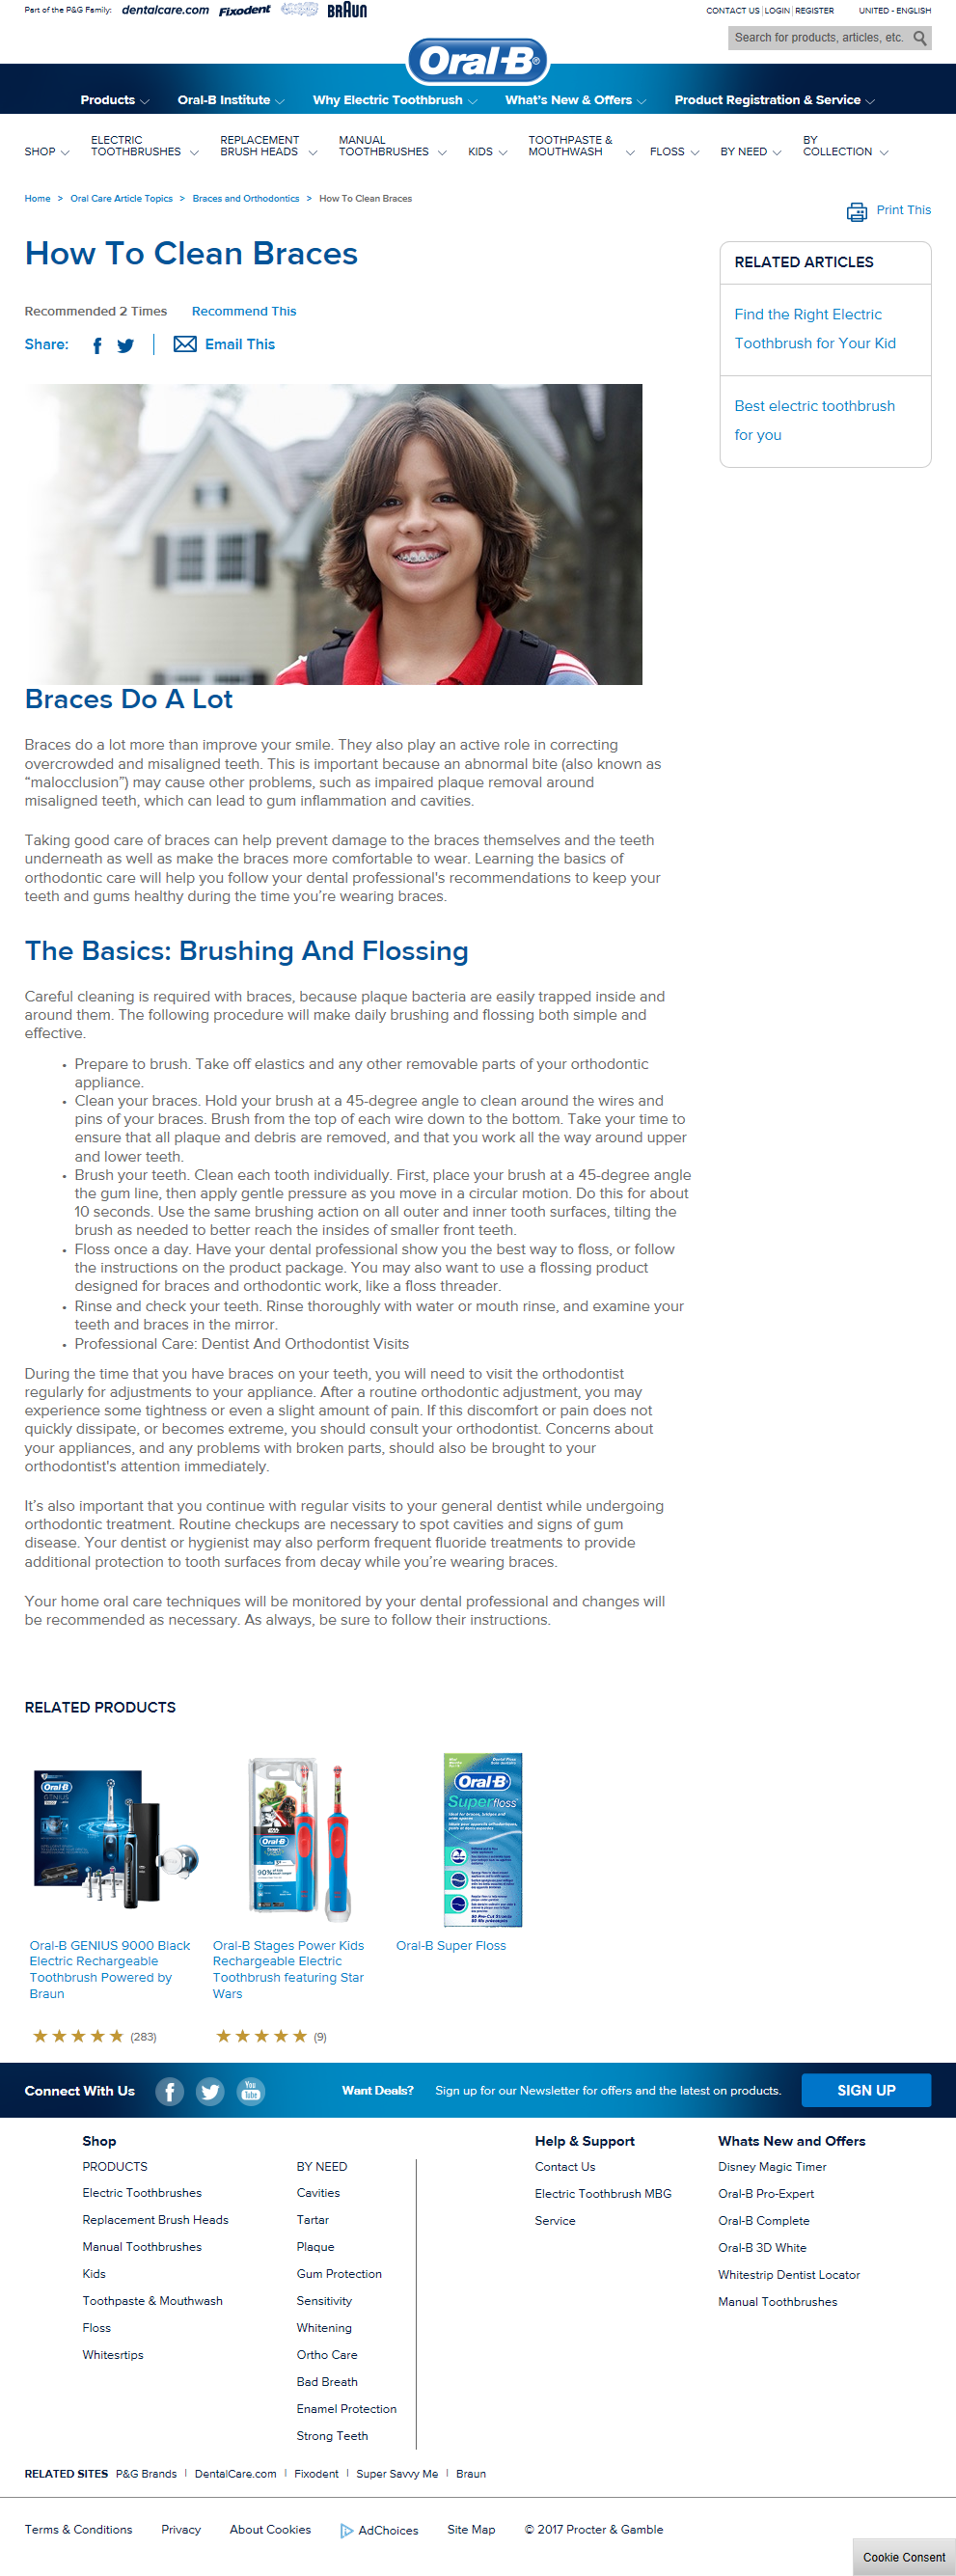 Part of the P&G Family: dentalcare.com Fixodent BRAUN
CONTACT US | LOGIN | REGISTER UNITED - ENGLISH
Search for products, articles, etc.
Oral-B®
Products Oral-B Institute Why Electric Toothbrush What's New & Offers Product Registration & Service
SHOP
ELECTRIC
TOOTHBRUSHES
REPLACEMENT
BRUSH HEADS
MANUAL
TOOTHBRUSHES
KIDS
TOOTHPASTE &
MOUTHWASH
FLOSS
BY NEED
BY
COLLECTION
Home > Oral Care Article Topics > Braces and Orthodontics > How To Clean Braces
Print This
How To Clean Braces
Recommended 2 Times Recommend This
Share: Email This
RELATED ARTICLES
Find the Right Electric
Toothbrush for Your Kid
Best electric toothbrush
for you
Braces Do A Lot
Braces do a lot more than improve your smile. They also play an active role in correcting
overcrowded and misaligned teeth. This is important because an abnormal bite (also known as
“malocclusion”) may cause other problems, such as impaired plaque removal around
misaligned teeth, which can lead to gum inflammation and cavities.
Taking good care of braces can help prevent damage to the braces themselves and the teeth
underneath as well as make the braces more comfortable to wear. Learning the basics of
orthodontic care will help you follow your dental professional's recommendations to keep your
teeth and gums healthy during the time you’re wearing braces.
The Basics: Brushing And Flossing
Careful cleaning is required with braces, because plaque bacteria are easily trapped inside and
around them. The following procedure will make daily brushing and flossing both simple and
effective.
• Prepare to brush. Take off elastics and any other removable parts of your orthodontic
appliance.
• Clean your braces. Hold your brush at a 45-degree angle to clean around the wires and
pins of your braces. Brush from the top of each wire down to the bottom. Take your time to
ensure that all plaque and debris are removed, and that you work all the way around upper
and lower teeth.
• Brush your teeth. Clean each tooth individually. First, place your brush at a 45-degree angle
the gum line, then apply gentle pressure as you move in a circular motion. Do this for about
10 seconds. Use the same brushing action on all outer and inner tooth surfaces, tilting the
brush as needed to better reach the insides of smaller front teeth.
• Floss once a day. Have your dental professional show you the best way to floss, or follow
the instructions on the product package. You may also want to use a flossing product
designed for braces and orthodontic work, like a floss threader.
• Rinse and check your teeth. Rinse thoroughly with water or mouth rinse, and examine your
teeth and braces in the mirror.
• Professional Care: Dentist And Orthodontist Visits
During the time that you have braces on your teeth, you will need to visit the orthodontist
regularly for adjustments to your appliance. After a routine orthodontic adjustment, you may
experience some tightness or even a slight amount of pain. If this discomfort or pain does not
quickly dissipate, or becomes extreme, you should consult your orthodontist. Concerns about
your appliances, and any problems with broken parts, should also be brought to your
orthodontist's attention immediately.
It’s also important that you continue with regular visits to your general dentist while undergoing
orthodontic treatment. Routine checkups are necessary to spot cavities and signs of gum
disease. Your dentist or hygienist may also perform frequent fluoride treatments to provide
additional protection to tooth surfaces from decay while you’re wearing braces.
Your home oral care techniques will be monitored by your dental professional and changes will
be recommended as necessary. As always, be sure to follow their instructions.
RELATED PRODUCTS
Oral-B
GENIUS
Oral-B
90%
STAR WARS
Oral-B
Superfloss
Oral-B GENIUS 9000 Black
Electric Rechargeable
Toothbrush Powered by
Braun
(283)
Oral-B Stages Power Kids
Rechargeable Electric
Toothbrush featuring Star
Wars
(9)
Oral-B Super Floss
Connect With Us You Tube Want Deals? Sign up for our Newsletter for offers and the latest on products. SIGN UP
Shop
PRODUCTS
Electric Toothbrushes
Replacement Brush Heads
Manual Toothbrushes
Kids
Toothpaste & Mouthwash
Floss
Whitesrtips
BY NEED
Cavities
Tartar
Plaque
Gum Protection
Sensitivity
Whitening
Ortho Care
Bad Breath
Enamel Protection
Strong Teeth
Help & Support
Contact Us
Electric Toothbrush MBG
Service
Whats New and Offers
Disney Magic Timer
Oral-B Pro-Expert
Oral-B Complete
Oral-B 3D White
Whitestrip Dentist Locator
Manual Toothbrushes
RELATED SITES P&G Brands | DentalCare.com | Fixodent | Super Savvy Me | Braun
Terms & Conditions Privacy About Cookies AdChoices Site Map © 2017 Procter & Gamble
Cookie Consent